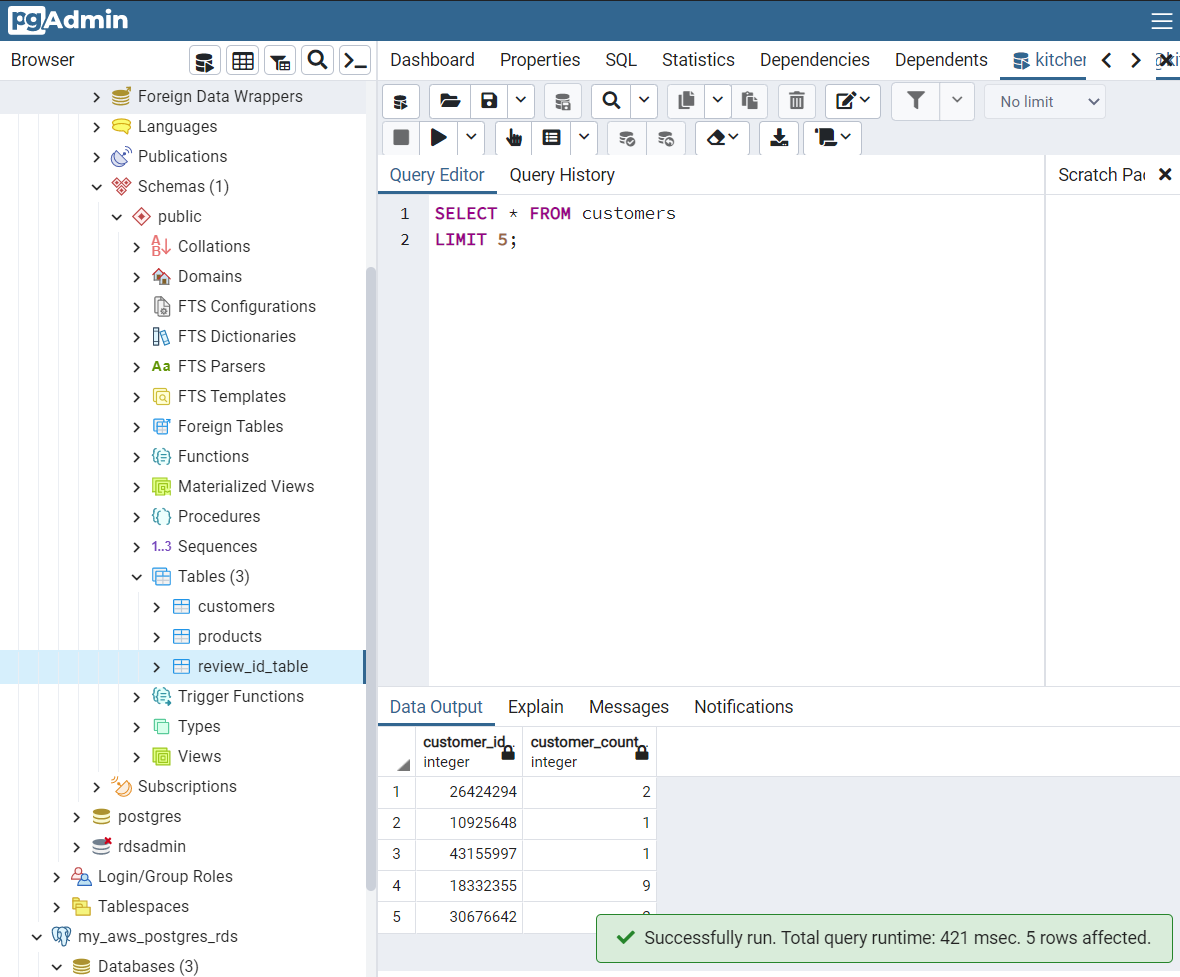 pgAdmin
Browser
Dashboard Properties SQL Statistics Dependencies Dependents kitchen
No limit
Foreign Data Wrappers
Languages
Publications
Schemas (1)
public
Collations
Domains
FTS Configurations
FTS Dictionaries
Aa FTS Parsers
FTS Templates
Foreign Tables
Functions
Materialized Views
Procedures
1..3 Sequences
Tables (3)
customers
products
review_id_table
Trigger Functions
Types
Views
Subscriptions
postgres
rdsadmin
Login/Group Roles
Tablespaces
my_aws_postgres_rds
Databases (3)
Query Editor Query History
Scratch Pa
1 SELECT * FROM customers
2 LIMIT 5;
Data Output Explain Messages Notifications
customer_id customer_count
integer integer
1 26424294 2
2 10925648 1
3 43155997 1
4 18332355 9
5 30676642
Successfully run. Total query runtime: 421 msec. 5 rows affected.